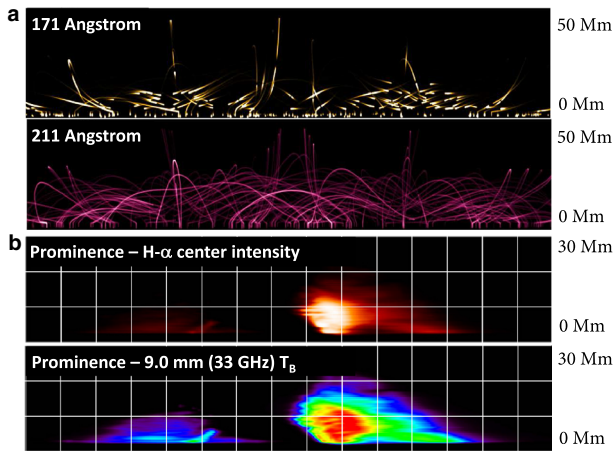 a
171 Angstrom
50 Mm
0 Mm
211 Angstrom
50 Mm
0 Mm
b
Prominence – H-α center intensity
30 Mm
0 Mm
Prominence – 9.0 mm (33 GHz) T_B
30 Mm
0 Mm